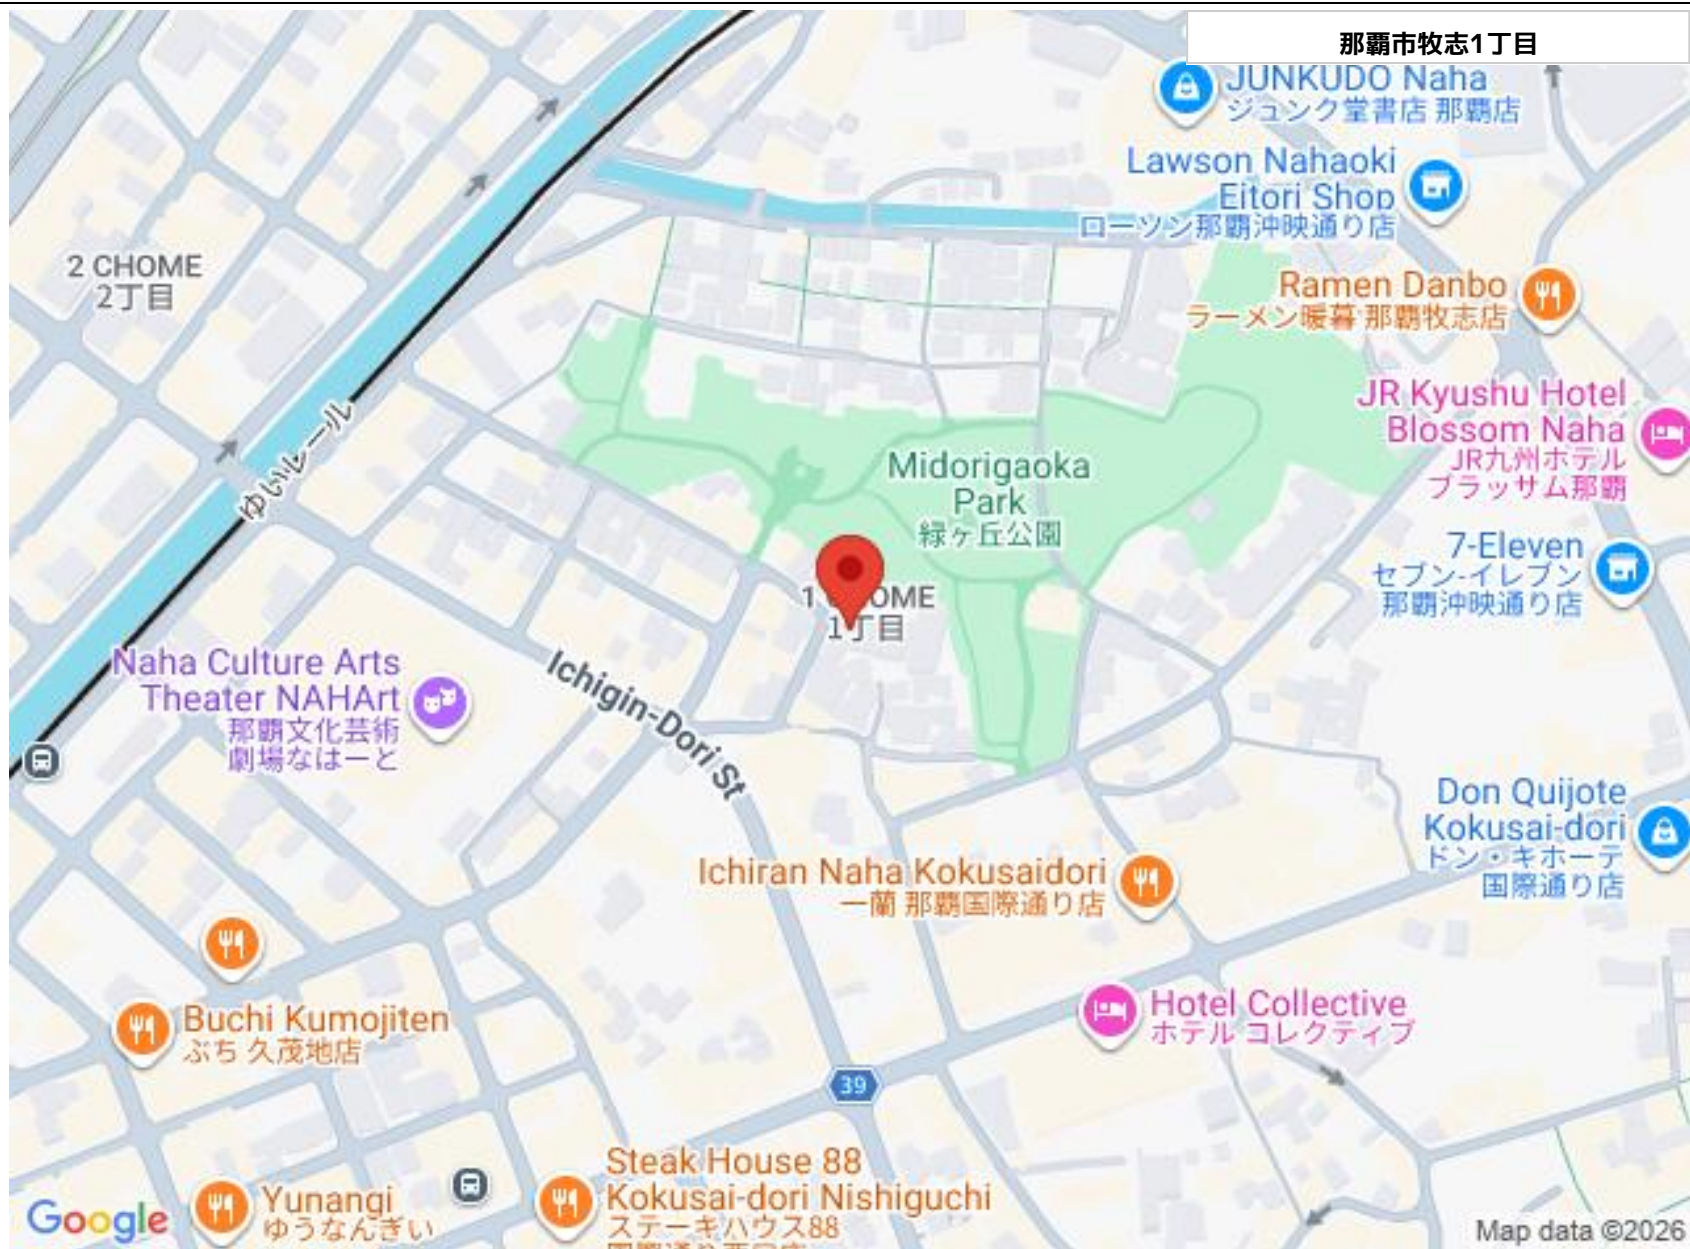 那覇市牧志1丁目
JUNKUDO Naha
ジュンク堂書店 那覇店
Lawson Nahaoki
Eitori Shop
ローソン那覇沖映通り店
2 CHOME
2丁目
Ramen Danbo
ラーメン暖暮 那覇牧志店
JR Kyushu Hotel
Blossom Naha
JR九州ホテル
ブラッサム那覇
ゆいレール
Midorigaoka
Park
緑ヶ丘公園
7-Eleven
セブン-イレブン
那覇沖映通り店
1 CHOME
1丁目
Naha Culture Arts
Theater NAHArt
那覇文化芸術
劇場なはーと
Ichigin-Dori St
Don Quijote
Kokusai-dori
ドン・キホーテ
国際通り店
Ichiran Naha Kokusaidori
一蘭 那覇国際通り店
Buchi Kumojiten
ぶち 久茂地店
Hotel Collective
ホテル コレクティブ
39
Steak House 88
Kokusai-dori Nishiguchi
ステーキハウス88
国際通り西口店
Yunangi
ゆうなんぎい
Google
Map data ©2026